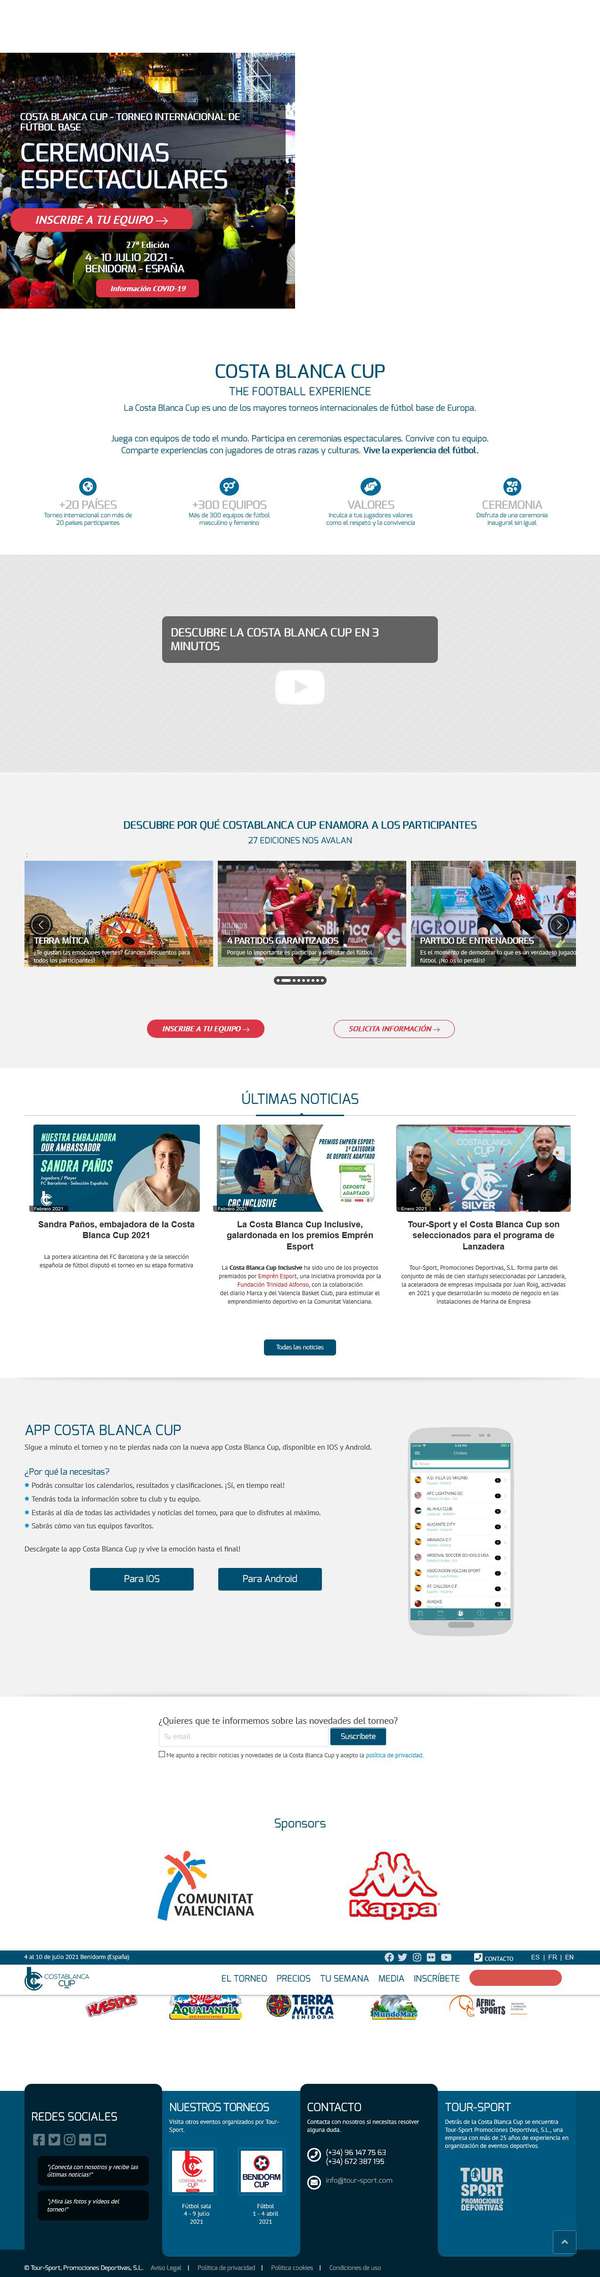 COSTA BLANCA CUP - TORNEO INTERNACIONAL DE
FÚTBOL BASE
CEREMONIAS
ESPECTACULARES
INSCRIBE A TU EQUIPO →
27ª Edición
4 - 10 JULIO 2021 -
BENIDORM - ESPAÑA
Información COVID-19
COSTA BLANCA CUP
THE FOOTBALL EXPERIENCE
La Costa Blanca Cup es uno de los mayores torneos internacionales de fútbol base de Europa.
Juega con equipos de todo el mundo. Participa en ceremonias espectaculares. Convive con tu equipo.
Comparte experiencias con jugadores de otras razas y culturas. Vive la experiencia del fútbol.
+20 PAÍSES
Torneo internacional con más de
20 países participantes
+300 EQUIPOS
Más de 300 equipos de fútbol
masculino y femenino
VALORES
Inculca a tus jugadores valores
como el respeto y la convivencia
CEREMONIA
Disfruta de una ceremonia
inaugural sin igual
DESCUBRE LA COSTA BLANCA CUP EN 3
MINUTOS
DESCUBRE POR QUÉ COSTABLANCA CUP ENAMORA A LOS PARTICIPANTES
27 EDICIONES NOS AVALAN
TERRA MÍTICA
¿Te gustan las emociones fuertes? Grandes descuentos para
todos los participantes!
4 PARTIDOS GARANTIZADOS
Porque lo importante es participar y disfrutar del fútbol.
PARTIDO DE ENTRENADORES
Es el momento de demostrar lo que es un verdadero jugado
fútbol. ¡No os lo perdáis!
INSCRIBE A TU EQUIPO →
SOLICITA INFORMACIÓN →
ÚLTIMAS NOTICIAS
NUESTRA EMBAJADORA
OUR AMBASSADOR
SANDRA PAÑOS
Jugadora / Player
FC Barcelona - Selección Española
Febrero 2021
Sandra Paños, embajadora de la Costa
Blanca Cup 2021
La portera alicantina del FC Barcelona y de la selección
española de fútbol disputó el torneo en su etapa formativa
PREMIOS EMPRÉN ESPORT:
1ª CATEGORÍA
DE DEPORTE ADAPTADO
DEPORTE
ADAPTADO
CBC INCLUSIVE
Febrero 2021
La Costa Blanca Cup Inclusive,
galardonada en los premios Emprén
Esport
La Costa Blanca Cup Inclusive ha sido uno de los proyectos
premiados por Emprén Esport, una iniciativa promovida por la
Fundación Trinidad Alfonso, con la colaboración
del diario Marca y del Valencia Basket Club, para estimular el
emprendimiento deportivo en la Comunitat Valenciana.
COSTABLANCA
25
SILVER
Enero 2021
Tour-Sport y el Costa Blanca Cup son
seleccionados para el programa de
Lanzadera
Tour-Sport, Promociones Deportivas, S.L. forma parte del
conjunto de más de cien startups seleccionadas por Lanzadera,
la aceleradora de empresas impulsada por Juan Roig, activadas
en 2021 y que desarrollarán su modelo de negocio en las
instalaciones de Marina de Empresa
Todas las noticias
APP COSTA BLANCA CUP
Sigue a minuto el torneo y no te pierdas nada con la nueva app Costa Blanca Cup, disponible en IOS y Android.
¿Por qué la necesitas?
Podrás consultar los calendarios, resultados y clasificaciones. ¡Sí, en tiempo real!
Tendrás toda la información sobre tu club y tu equipo.
Estarás al día de todas las actividades y noticias del torneo, para que lo disfrutes al máximo.
Sabrás cómo van tus equipos favoritos.
Descárgate la app Costa Blanca Cup ¡y vive la emoción hasta el final!
Para IOS
Para Android
ALICANTE CITY
ARSENAL SOCCER SCHOOLS USA
¿Quieres que te informemos sobre las novedades del torneo?
Tu email
Suscríbete
Me apunto a recibir noticias y novedades de la Costa Blanca Cup y acepto la política de privacidad.
Sponsors
COMUNITAT
VALENCIANA
Kappa
4 al 10 de julio 2021 Benidorm (España)
CONTACTO
ES | FR | EN
COSTABLANCA
CUP
EL TORNEO
PRECIOS
TU SEMANA
MEDIA
INSCRÍBETE
HUESITOS
AQUALANDIA
TERRA
MÍTICA
BENIDORM
MundoMar
AFRIC
SPORTS
REDES SOCIALES
"¡Conecta con nosotros y recibe las
últimas noticias!"
"¡Mira las fotos y vídeos del
torneo!"
NUESTROS TORNEOS
Visita otros eventos organizados por Tour-
Sport.
COSTABLANCA
CUP
Fútbol sala
4 - 9 julio
2021
BENIDORM
CUP
Fútbol
1 - 4 abril
2021
CONTACTO
Contacta con nosotros si necesitas resolver
alguna duda.
(+34) 96 147 75 63
(+34) 672 387 195
info@tour-sport.com
TOUR-SPORT
Detrás de la Costa Blanca Cup se encuentra
Tour-Sport Promociones Deportivas, S.L., una
empresa con más de 25 años de experiencia en
organización de eventos deportivos.
TOUR
SPORT
PROMOCIONES
DEPORTIVAS
© Tour-Sport, Promociones Deportivas, S.L. Aviso Legal | Política de privacidad | Política cookies | Condiciones de uso